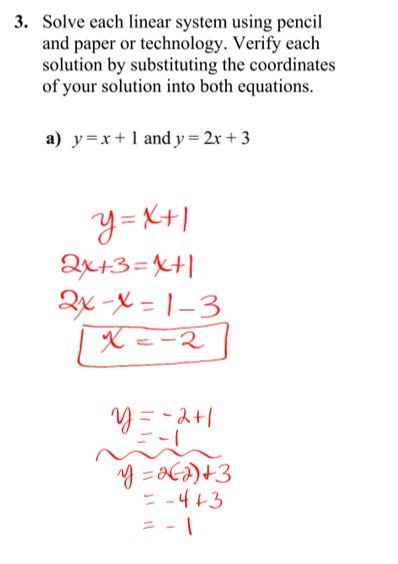 3. Solve each linear system using pencil
and paper or technology. Verify each
solution by substituting the coordinates
of your solution into both equations.
a) y = x + 1 and y = 2x + 3
y = x+1
2x+3 = x+1
2x - x = 1 - 3
x = -2
y = -2+1
= -1
y = 2(-2)+3
= -4+3
= -1